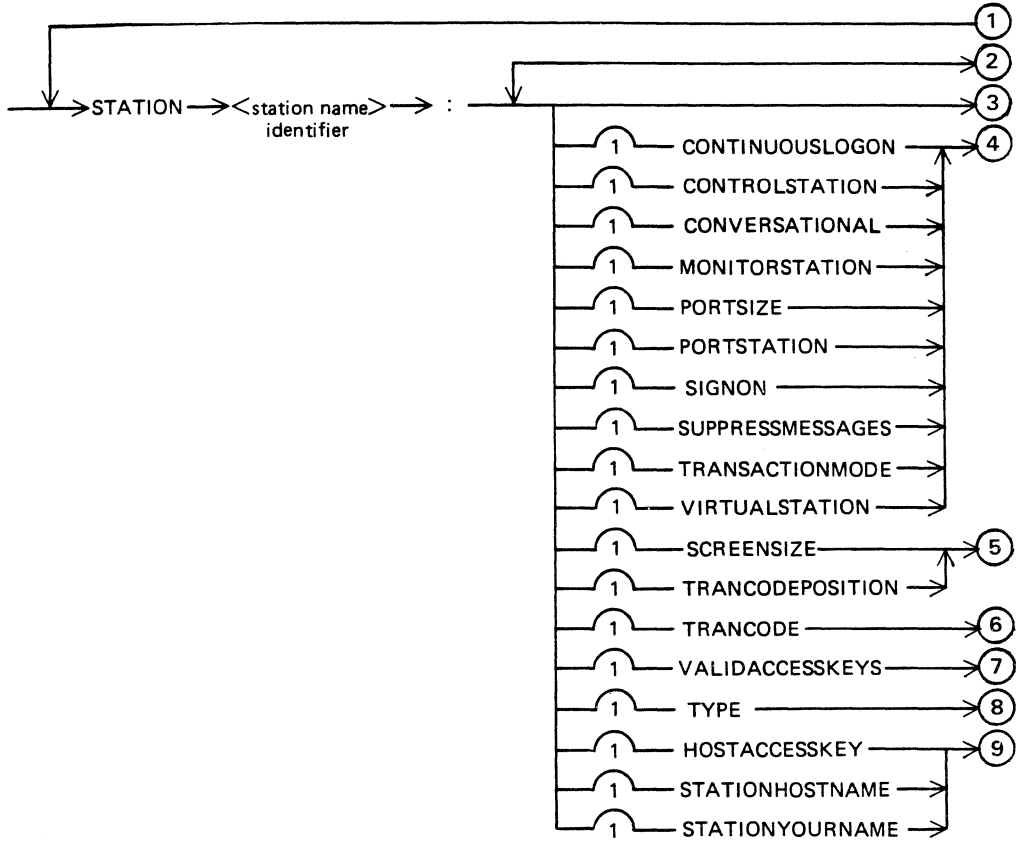 1
2
STATION <station name> : 3
identifier
1 CONTINUOUSLOGON 4
1 CONTROLSTATION
1 CONVERSATIONAL
1 MONITORSTATION
1 PORTSIZE
1 PORTSTATION
1 SIGNON
1 SUPPRESSMESSAGES
1 TRANSACTIONMODE
1 VIRTUALSTATION
1 SCREENSIZE 5
1 TRANCODEPOSITION
1 TRANCODE 6
1 VALIDACCESSKEYS 7
1 TYPE 8
1 HOSTACCESSKEY 9
1 STATIONHOSTNAME
1 STATIONYOURNAME